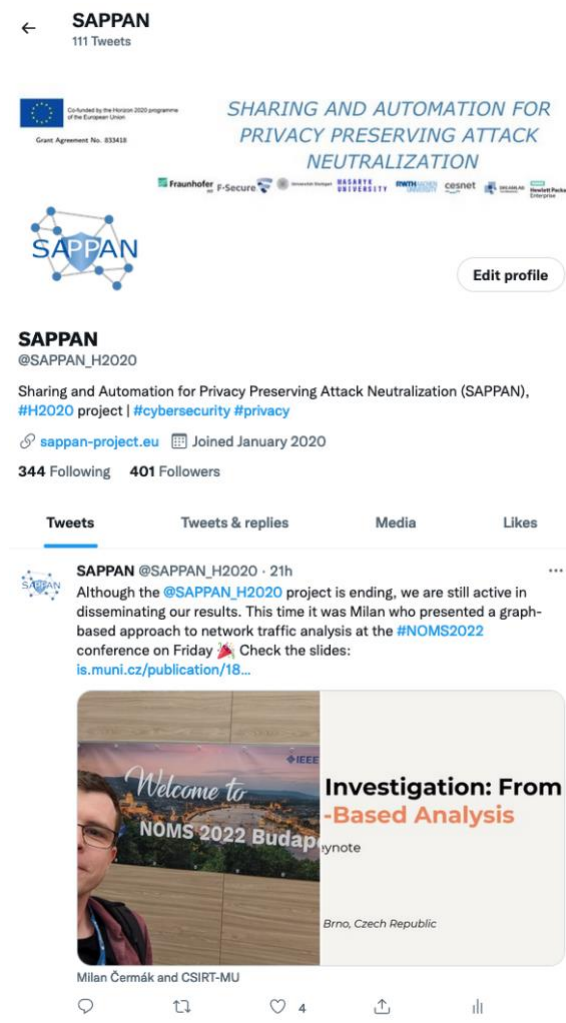 SAPPAN
111 Tweets
Co-funded by the Horizon 2020 programme
of the European Union
Grant Agreement No. 833418
SHARING AND AUTOMATION FOR
PRIVACY PRESERVING ATTACK
NEUTRALIZATION
Fraunhofer F-Secure MASARYK UNIVERSITY RWTH AACHEN UNIVERSITY cesnet Hewlett Packard Enterprise
SAPPAN
Edit profile
SAPPAN
@SAPPAN_H2020
Sharing and Automation for Privacy Preserving Attack Neutralization (SAPPAN),
#H2020 project | #cybersecurity #privacy
sappan-project.eu Joined January 2020
344 Following 401 Followers
Tweets Tweets & replies Media Likes
SAPPAN
SAPPAN @SAPPAN_H2020 · 21h
Although the @SAPPAN_H2020 project is ending, we are still active in
disseminating our results. This time it was Milan who presented a graph-
based approach to network traffic analysis at the #NOMS2022
conference on Friday 🎉 Check the slides:
is.muni.cz/publication/18...
IEEE
Welcome to
NOMS 2022 Budap
Investigation: From
-Based Analysis
eynote
Brno, Czech Republic
Milan Čermák and CSIRT-MU
4